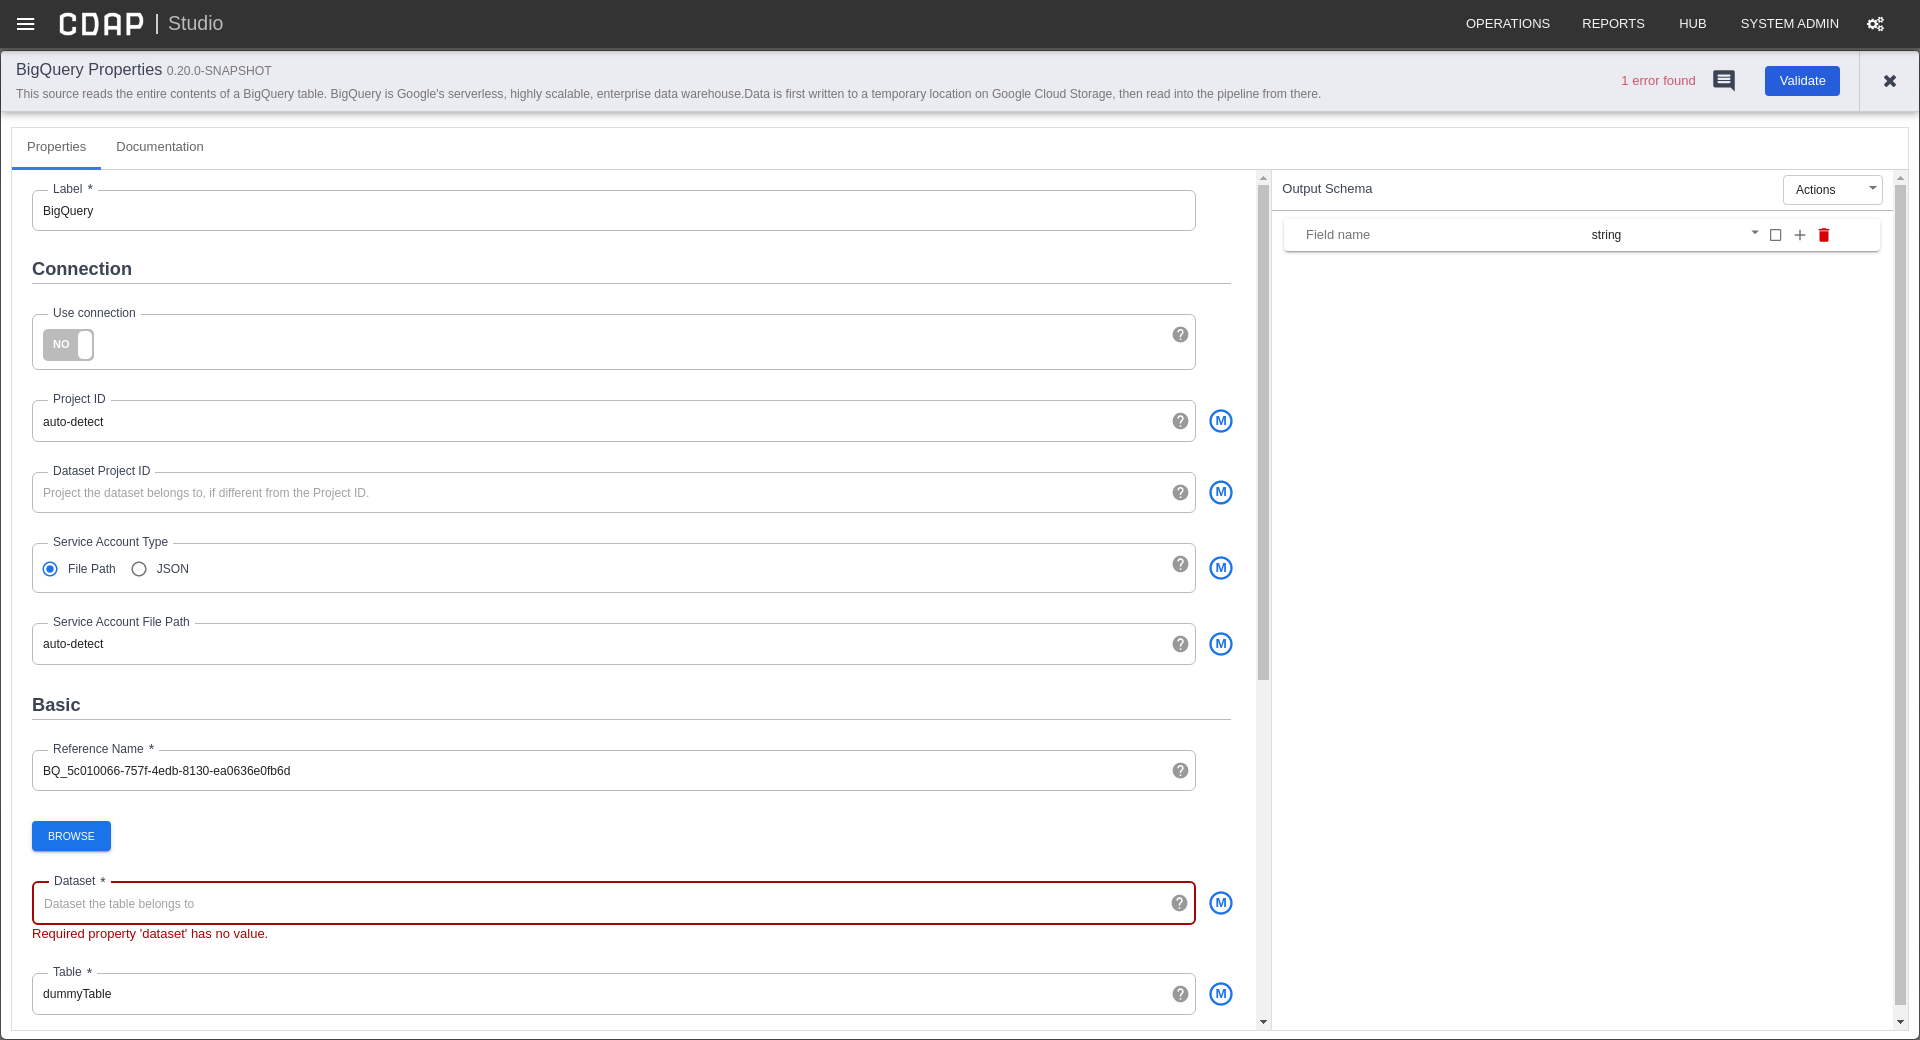 CDAP | Studio
OPERATIONS REPORTS HUB SYSTEM ADMIN
BigQuery Properties 0.20.0-SNAPSHOT
This source reads the entire contents of a BigQuery table. BigQuery is Google's serverless, highly scalable, enterprise data warehouse.Data is first written to a temporary location on Google Cloud Storage, then read into the pipeline from there.
1 error found
Validate
Properties Documentation
Label *
BigQuery
Connection
Use connection
NO
Project ID
auto-detect
M
Dataset Project ID
Project the dataset belongs to, if different from the Project ID.
M
Service Account Type
File Path JSON
M
Service Account File Path
auto-detect
M
Basic
Reference Name *
BQ_5c010066-757f-4edb-8130-ea0636e0fb6d
BROWSE
Dataset *
Dataset the table belongs to
M
Required property 'dataset' has no value.
Table *
dummyTable
M
Output Schema
Actions
Field name string